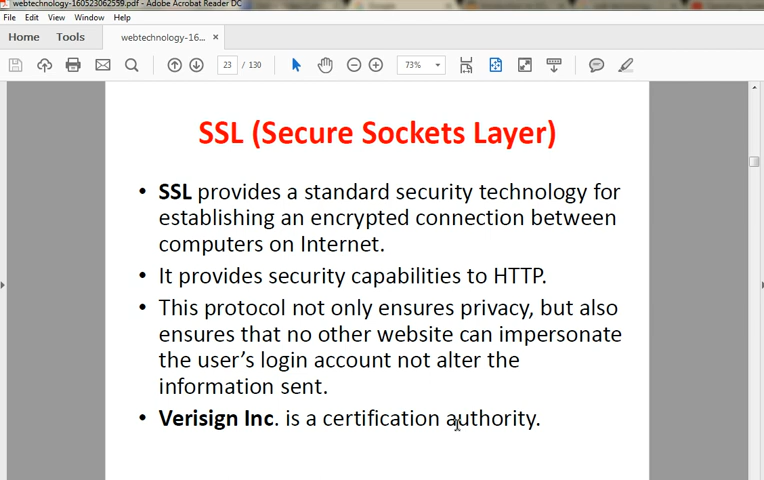 webtechnology-160523062559.pdf - Adobe Acrobat Reader DC
File Edit View Window Help
Home Tools webtechnology-16... ×
23 / 130 73%
SSL (Secure Sockets Layer)
• SSL provides a standard security technology for
establishing an encrypted connection between
computers on Internet.
• It provides security capabilities to HTTP.
• This protocol not only ensures privacy, but also
ensures that no other website can impersonate
the user's login account not alter the
information sent.
• Verisign Inc. is a certification authority.